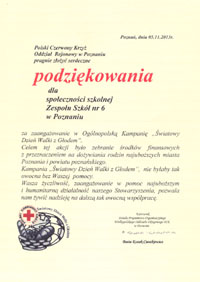 Poznań, dnia 05.11.2013r.
Polski Czerwony Krzyż
Oddział Rejonowy w Poznaniu
pragnie złożyć serdeczne
podziękowania
dla
społeczności szkolnej
Zespołu Szkół nr 6
w Poznaniu
za zaangażowanie w Ogólnopolską Kampanię „Światowy
Dzień Walki z Głodem”.
Celem tej akcji było zebranie środków finansowych
z przeznaczeniem na dożywianie rodzin najuboższych miasta
Poznania i powiatu poznańskiego.
Kampania „Światowy Dzień Walki z Głodem”, nie byłaby tak
owocna bez Waszej pomocy.
Wasza życzliwość, zaangażowanie w pomoc najuboższym
i humanitarną działalność naszego Stowarzyszenia, pozwala
nam żywić nadzieję na dalszą tak owocną współpracę.